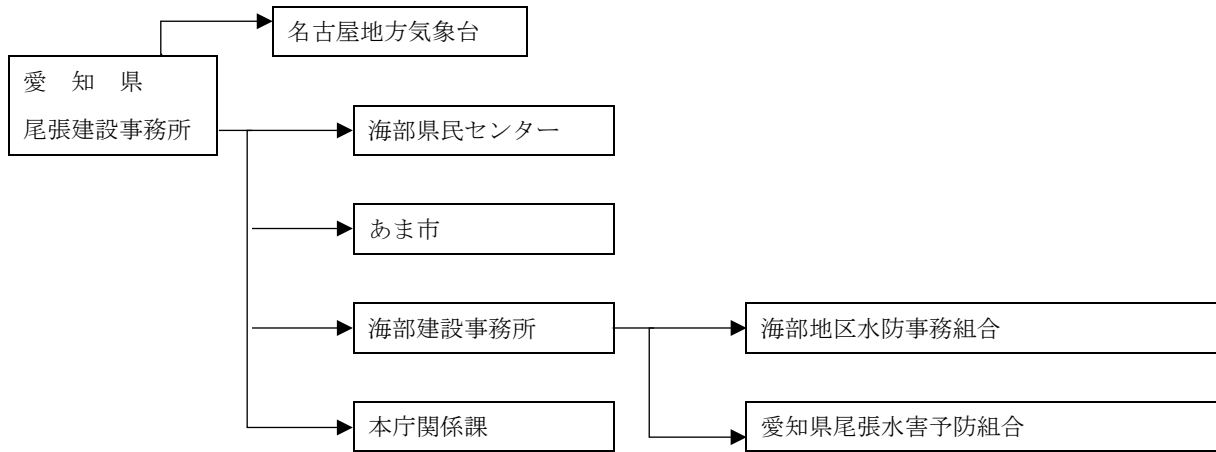 名古屋地方気象台
愛　知　県
尾張建設事務所
海部県民センター
あま市
海部建設事務所
海部地区水防事務組合
本庁関係課
愛知県尾張水害予防組合